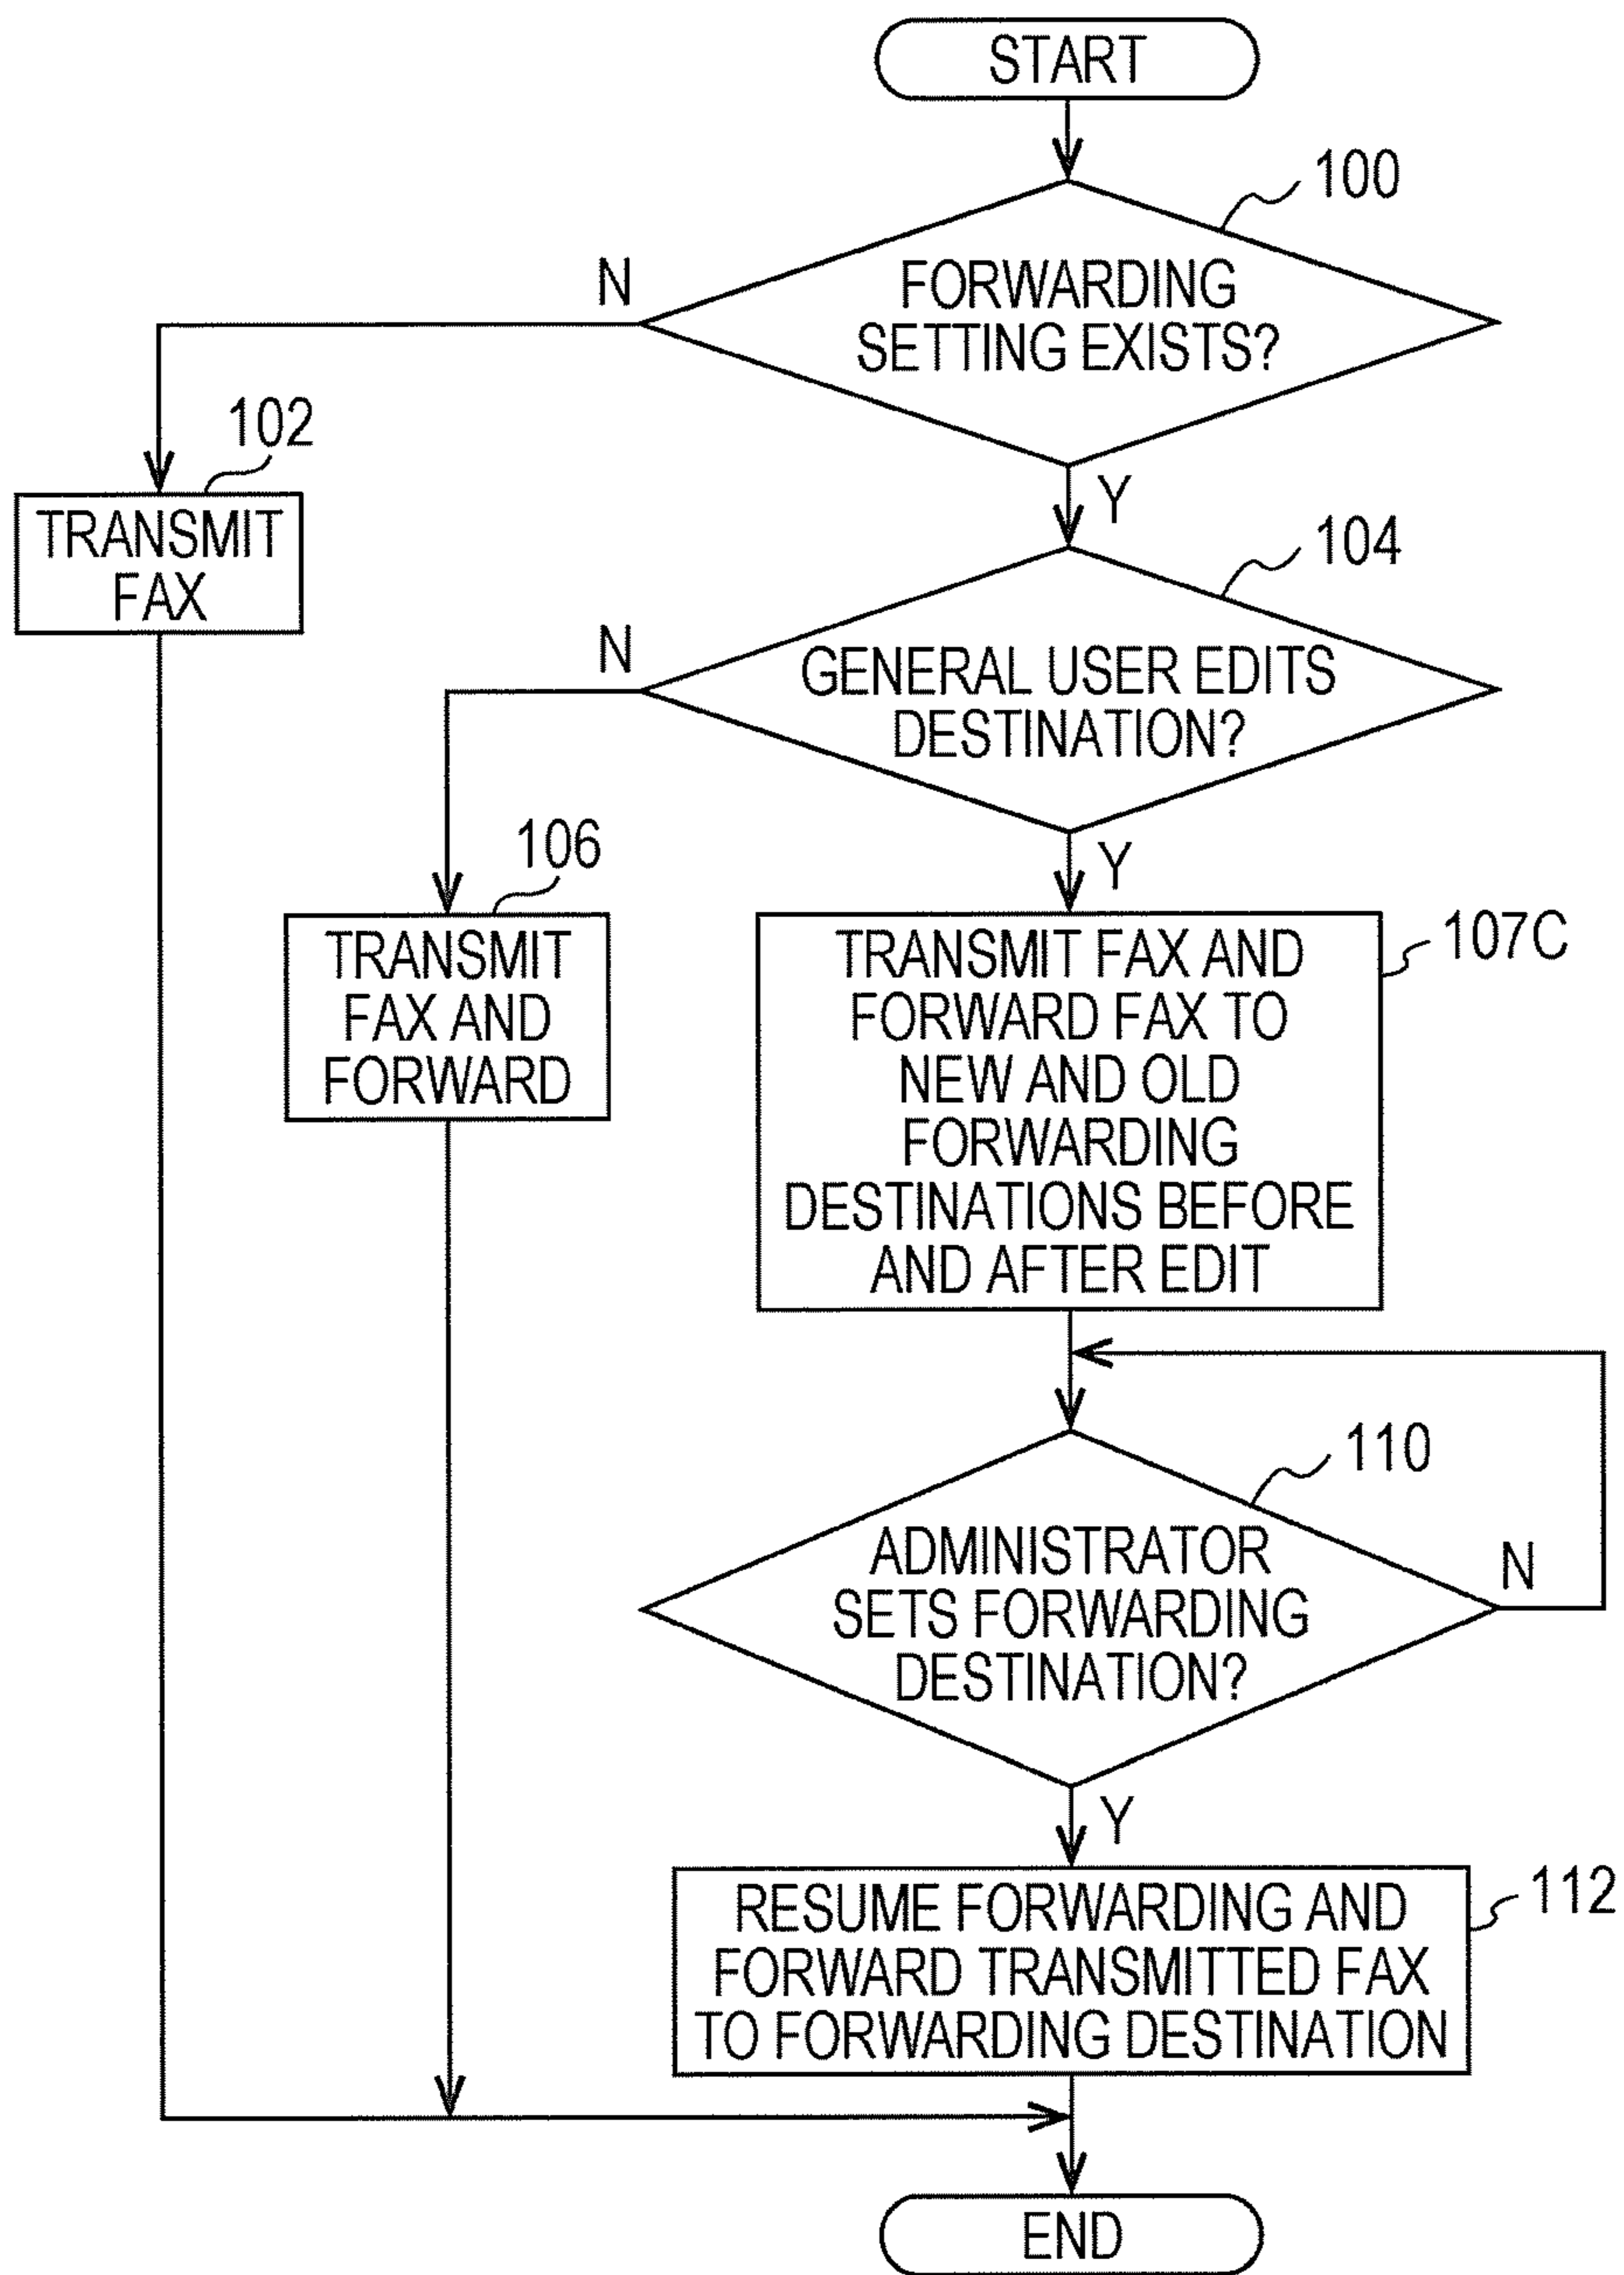 START
100
N
FORWARDING
SETTING EXISTS?
102
Y
TRANSMIT
FAX
104
N
GENERAL USER EDITS
DESTINATION?
106
Y
TRANSMIT
FAX AND
FORWARD
107C
TRANSMIT FAX AND
FORWARD FAX TO
NEW AND OLD
FORWARDING
DESTINATIONS BEFORE
AND AFTER EDIT
110
ADMINISTRATOR
SETS FORWARDING
DESTINATION?
N
Y
112
RESUME FORWARDING AND
FORWARD TRANSMITTED FAX
TO FORWARDING DESTINATION
END